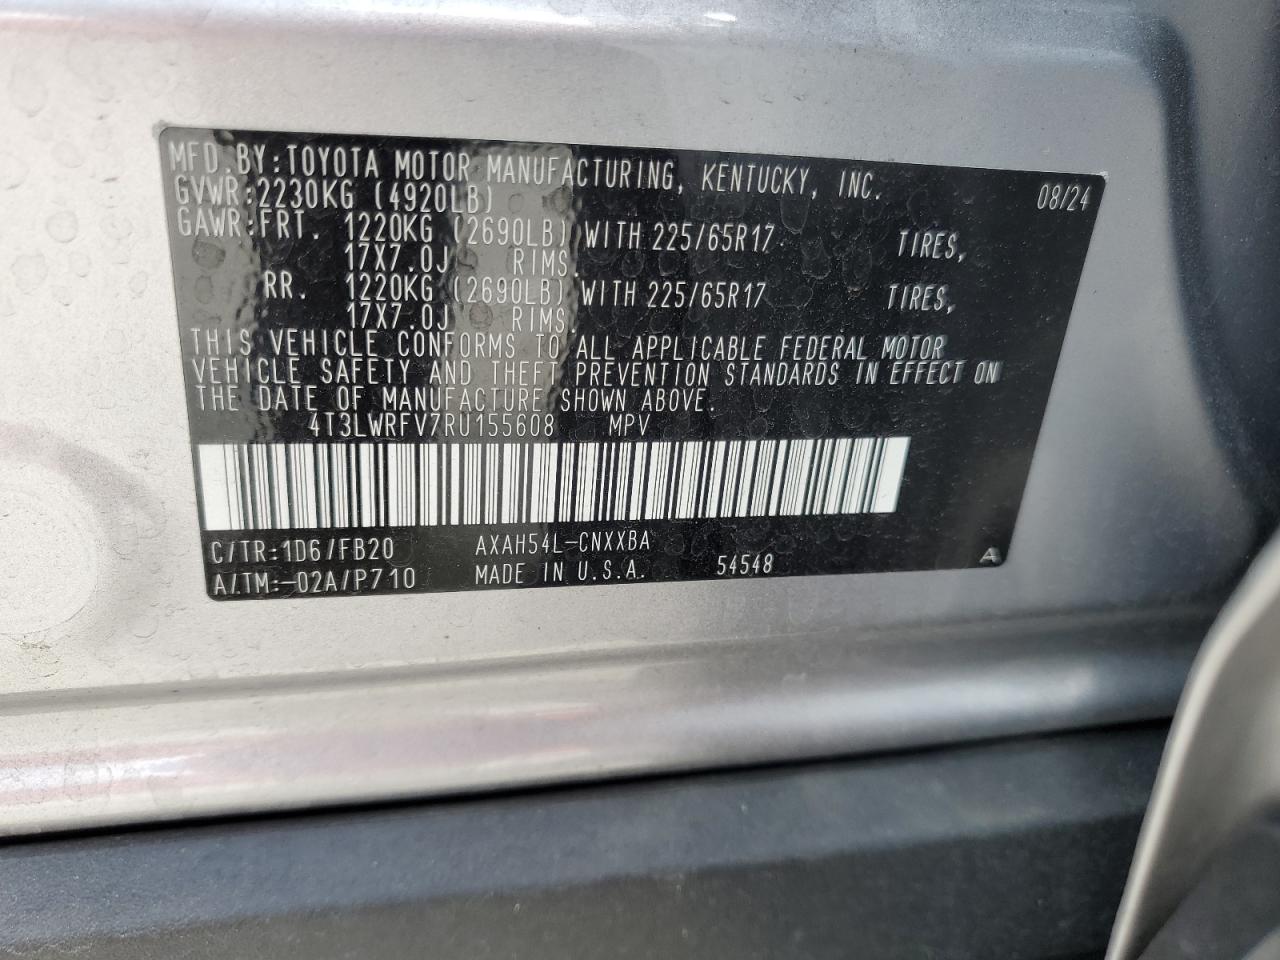 MFD.BY:TOYOTA MOTOR MANUFACTURING, KENTUCKY, INC. 08/24
GVWR:2230KG (4920LB)
GAWR:FRT. 1220KG (2690LB) WITH 225/65R17 TIRES,
17X7.0J RIMS.
RR. 1220KG (2690LB) WITH 225/65R17 TIRES,
17X7.0J RIMS.
THIS VEHICLE CONFORMS TO ALL APPLICABLE FEDERAL MOTOR
VEHICLE SAFETY AND THEFT PREVENTION STANDARDS IN EFFECT ON
THE DATE OF MANUFACTURE SHOWN ABOVE.
4T3LWRFV7RU155608 MPV
C/TR:1D6/FB20 AXAH54L-CNXXBA
A/TM:-02A/P710 MADE IN U.S.A. 54548 A